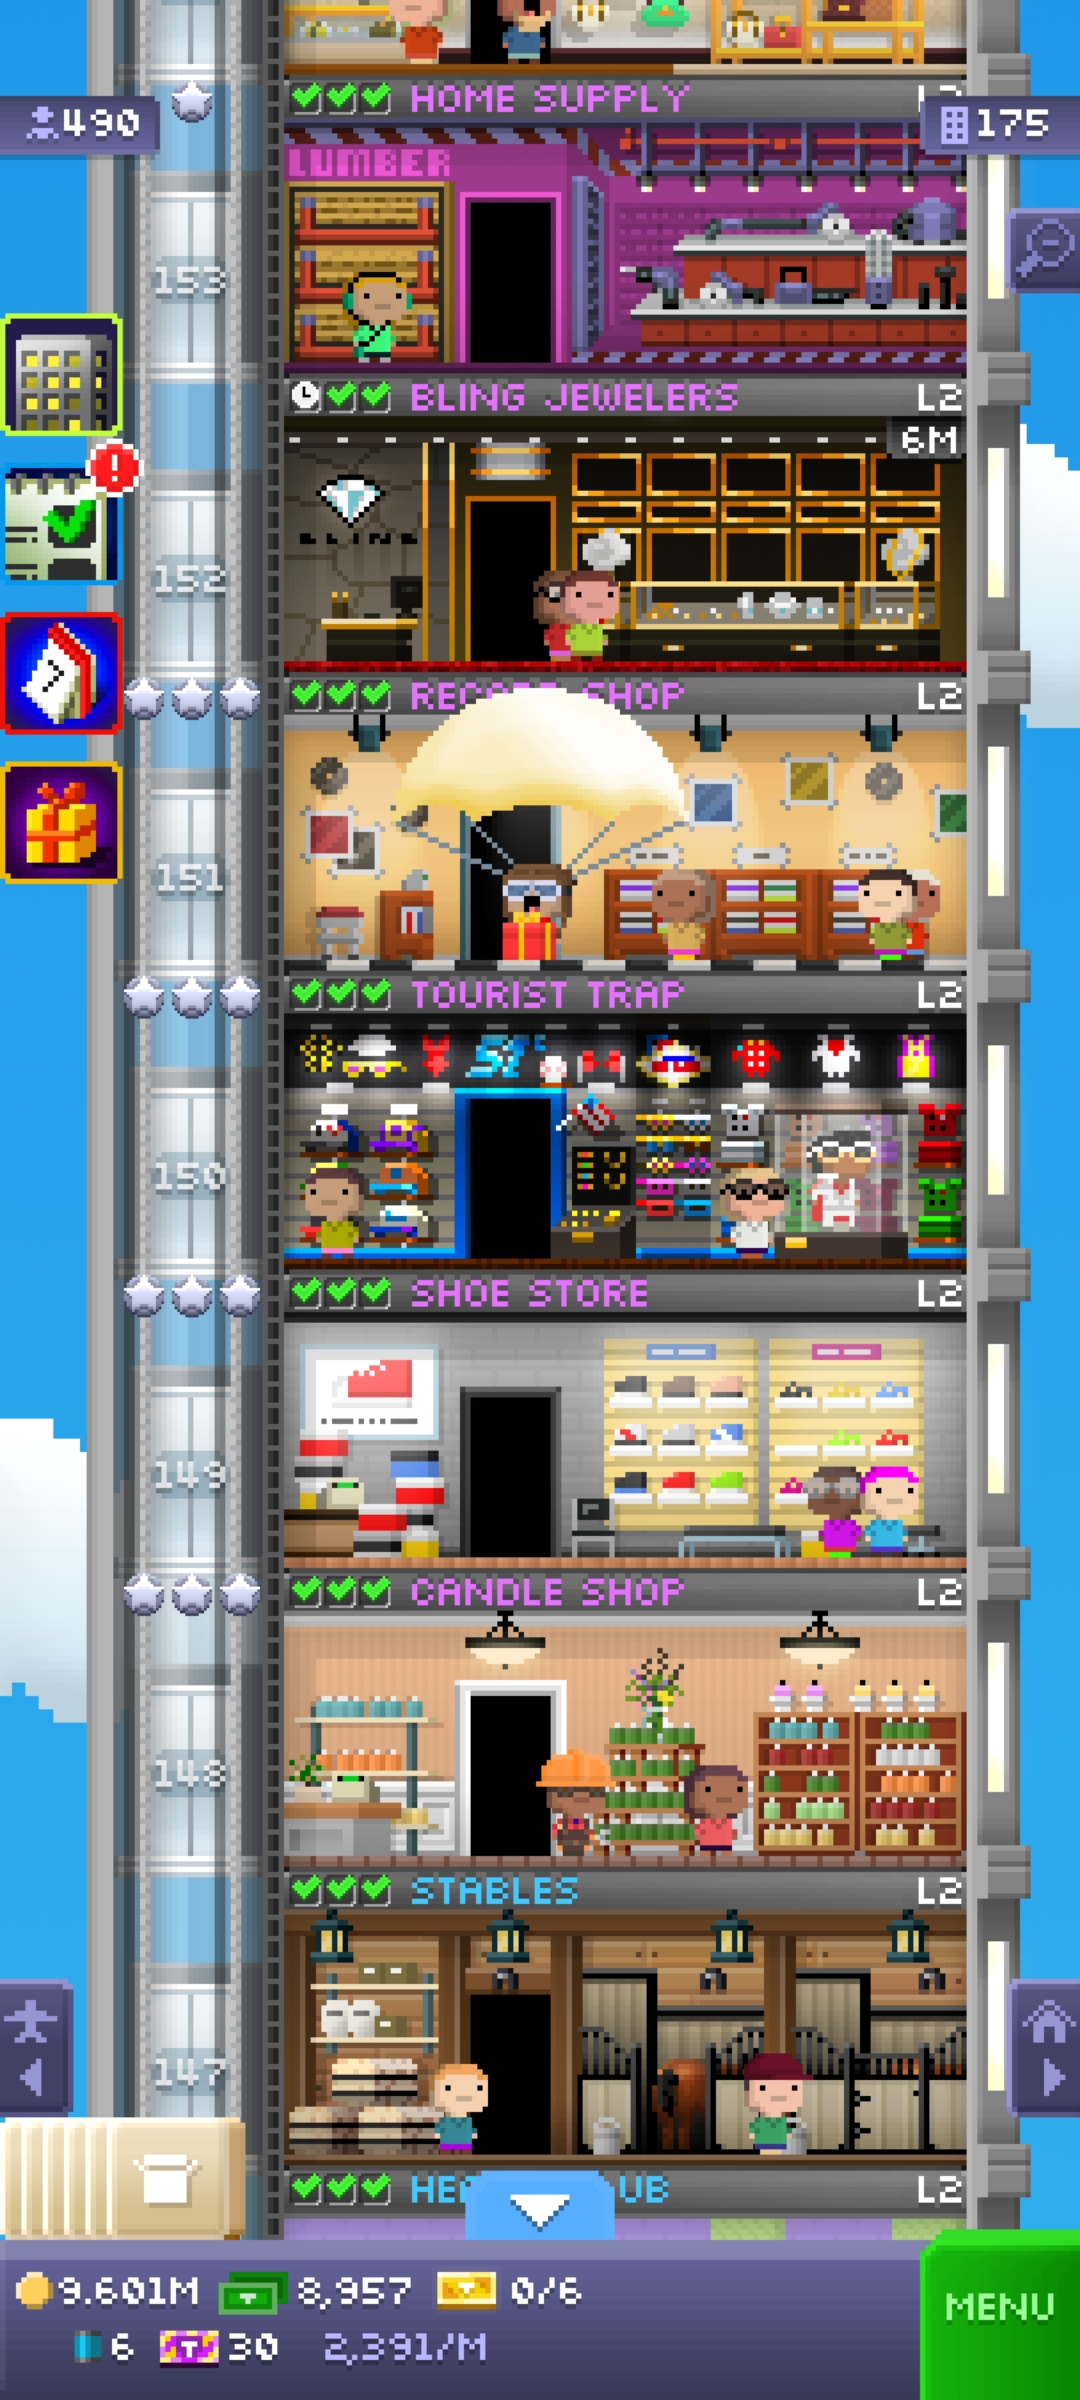 HOME SUPPLY
490
175
LUMBER
153
BLING JEWELERS L2
6M
BLING
152
L2
151
TOURIST TRAP L2
150
SHOE STORE L2
149
CANDLE SHOP L2
148
STABLES L2
147
L2
9.601M 8,957 0/6
6 30 2,391/M
MENU